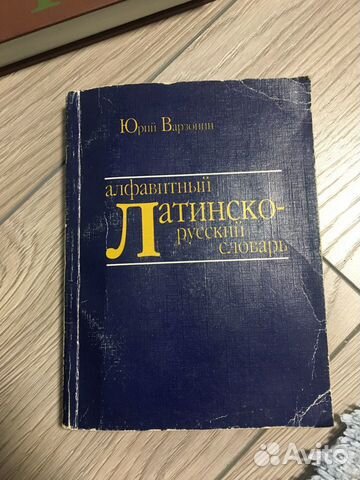 Юрий Варзонин
алфавитный
Латинско-
русский
словарь
Avito